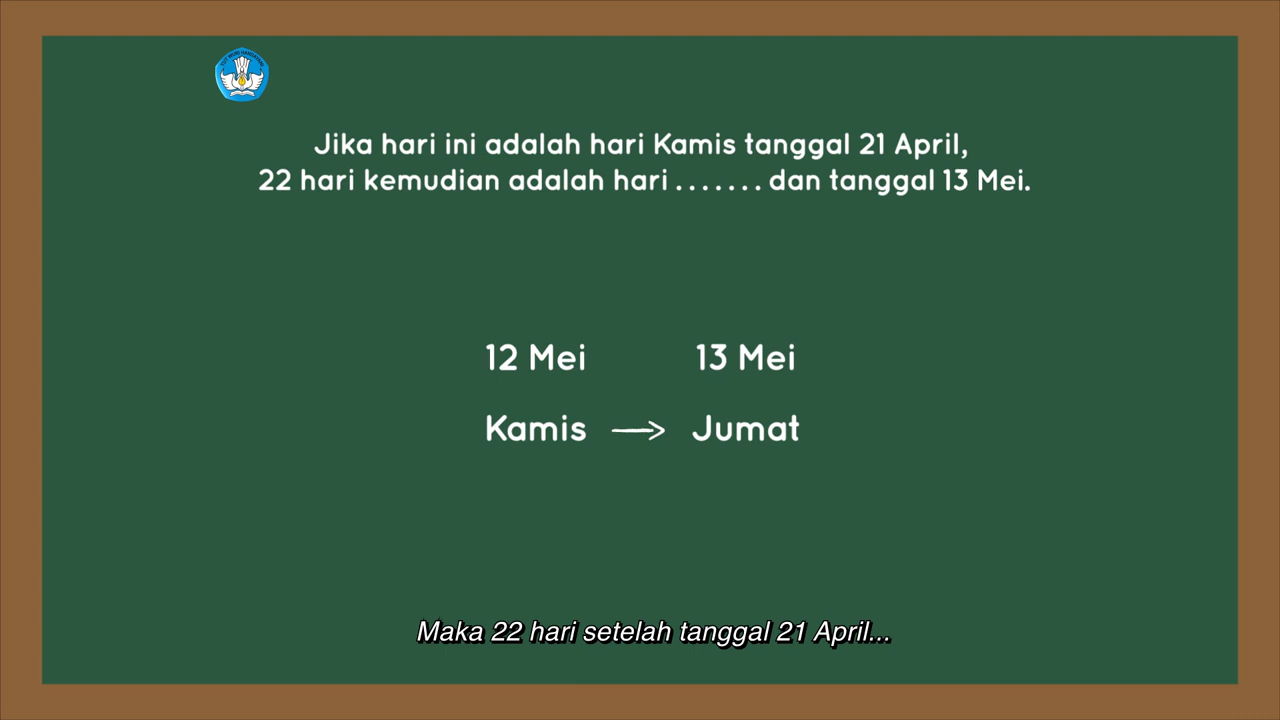 Jika hari ini adalah hari Kamis tanggal 21 April,
22 hari kemudian adalah hari ....... dan tanggal 13 Mei.
12 Mei 13 Mei
Kamis → Jumat
Maka 22 hari setelah tanggal 21 April...